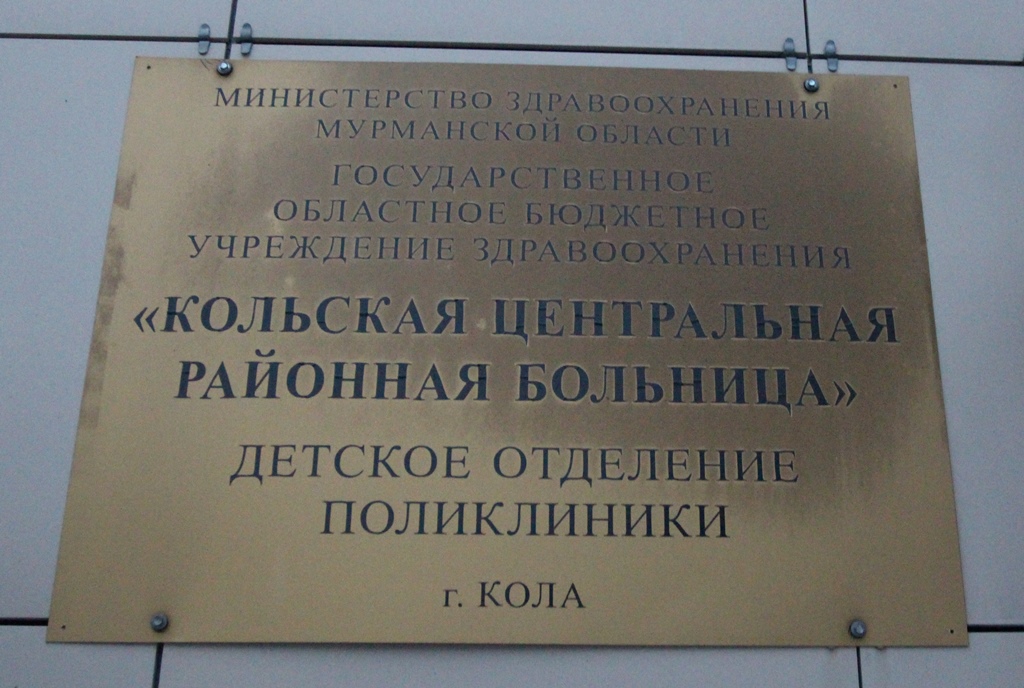 МИНИСТЕРСТВО ЗДРАВООХРАНЕНИЯ
МУРМАНСКОЙ ОБЛАСТИ
ГОСУДАРСТВЕННОЕ
ОБЛАСТНОЕ БЮДЖЕТНОЕ
УЧРЕЖДЕНИЕ ЗДРАВООХРАНЕНИЯ
«КОЛЬСКАЯ ЦЕНТРАЛЬНАЯ
РАЙОННАЯ БОЛЬНИЦА»
ДЕТСКОЕ ОТДЕЛЕНИЕ
ПОЛИКЛИНИКИ
г. КОЛА